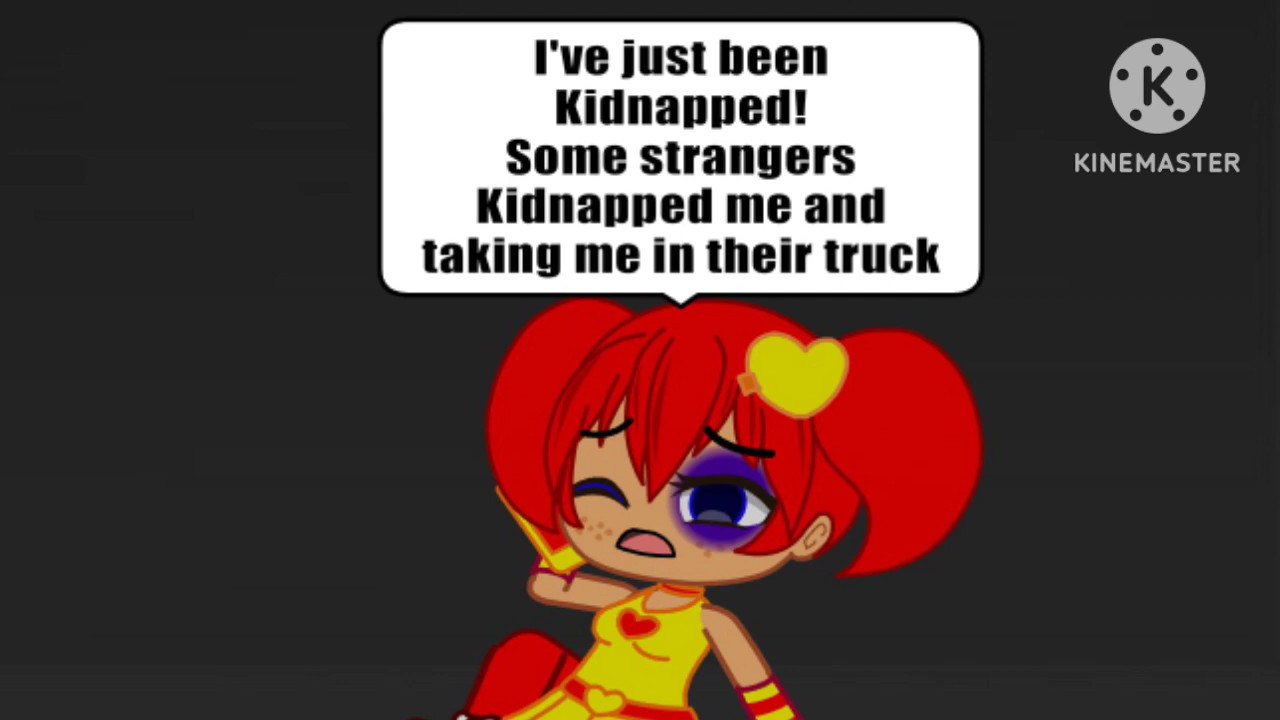 I've just been
Kidnapped!
Some strangers
Kidnapped me and
taking me in their truck
K
KINEMASTER